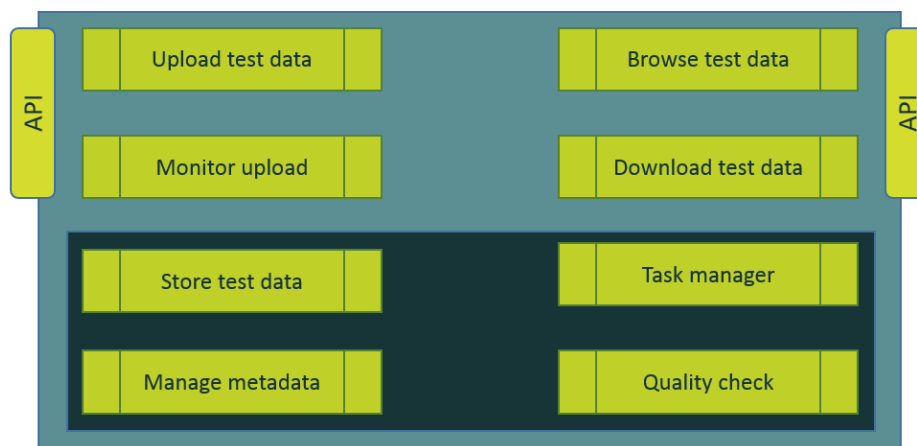 API
Upload test data
Monitor upload
Browse test data
Download test data
API
Store test data
Manage metadata
Task manager
Quality check